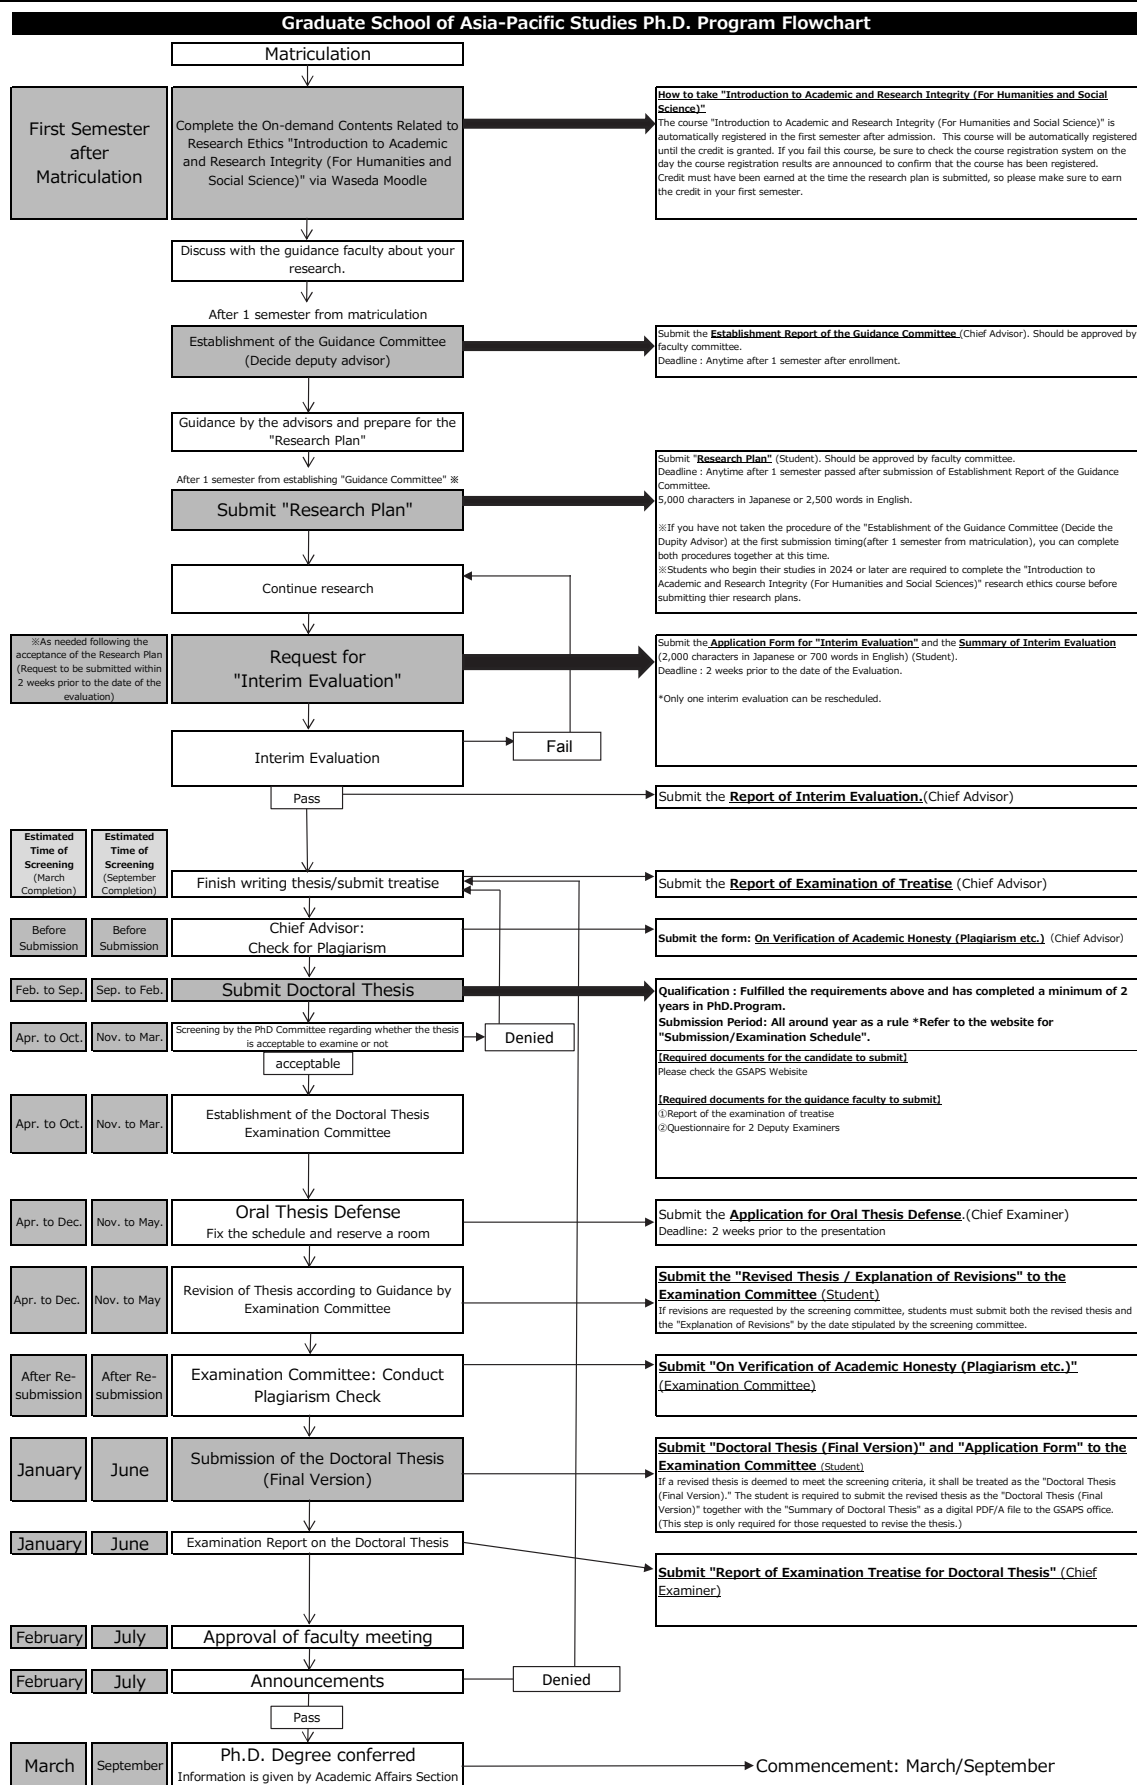 Graduate School of Asia-Pacific Studies Ph.D. Program Flowchart
Matriculation
First Semester
after
Matriculation
Complete the On-demand Contents Related to
Research Ethics "Introduction to Academic
and Research Integrity (For Humanities and
Social Science)" via Waseda Moodle
How to take "Introduction to Academic and Research Integrity (For Humanities and Social
Science)"
The course "Introduction to Academic and Research Integrity (For Humanities and Social Science)" is
automatically registered in the first semester after admission. This course will be automatically registered
until the credit is granted. If you fail this course, be sure to check the course registration system on the
day the course registration results are announced to confirm that the course has been registered.
Credit must have been earned at the time the research plan is submitted, so please make sure to earn
the credit in your first semester.
Discuss with the guidance faculty about your
research.
After 1 semester from matriculation
Establishment of the Guidance Committee
(Decide deputy advisor)
Submit the Establishment Report of the Guidance Committee (Chief Advisor). Should be approved by
faculty committee.
Deadline : Anytime after 1 semester after enrollment.
Guidance by the advisors and prepare for the
"Research Plan"
After 1 semester from establishing "Guidance Committee" ※
Submit "Research Plan"
Submit "Research Plan" (Student). Should be approved by faculty committee.
Deadline : Anytime after 1 semester passed after submission of Establishment Report of the Guidance
Committee.
5,000 characters in Japanese or 2,500 words in English.
※If you have not taken the procedure of the "Establishment of the Guidance Committee (Decide the
Dupity Advisor) at the first submission timing(after 1 semester from matriculation), you can complete
both procedures together at this time.
※Students who begin their studies in 2024 or later are required to complete the "Introduction to
Academic and Research Integrity (For Humanities and Social Sciences)" research ethics course before
submitting thier research plans.
Continue research
※As needed following the
acceptance of the Research Plan
(Request to be submitted within
2 weeks prior to the date of the
evaluation)
Request for
"Interim Evaluation"
Submit the Application Form for "Interim Evaluation" and the Summary of Interim Evaluation
(2,000 characters in Japanese or 700 words in English) (Student).
Deadline : 2 weeks prior to the date of the Evaluation.
*Only one interim evaluation can be rescheduled.
Interim Evaluation
Fail
Pass
Submit the Report of Interim Evaluation.(Chief Advisor)
Estimated
Time of
Screening
(March
Completion)
Estimated
Time of
Screening
(September
Completion)
Finish writing thesis/submit treatise
Submit the Report of Examination of Treatise (Chief Advisor)
Before
Submission
Before
Submission
Chief Advisor:
Check for Plagiarism
Submit the form: On Verification of Academic Honesty (Plagiarism etc.) (Chief Advisor)
Feb. to Sep.
Sep. to Feb.
Submit Doctoral Thesis
Qualification : Fulfilled the requirements above and has completed a minimum of 2
years in PhD.Program.
Submission Period: All around year as a rule *Refer to the website for
"Submission/Examination Schedule".
Apr. to Oct.
Nov. to Mar.
Screening by the PhD Committee regarding whether the thesis
is acceptable to examine or not
Denied
acceptable
【Required documents for the candidate to submit】
Please check the GSAPS Webisite
【Required documents for the guidance faculty to submit】
①Report of the examination of treatise
②Questionnaire for 2 Deputy Examiners
Apr. to Oct.
Nov. to Mar.
Establishment of the Doctoral Thesis
Examination Committee
Apr. to Dec.
Nov. to May.
Oral Thesis Defense
Fix the schedule and reserve a room
Submit the Application for Oral Thesis Defense.(Chief Examiner)
Deadline: 2 weeks prior to the presentation
Apr. to Dec.
Nov. to May
Revision of Thesis according to Guidance by
Examination Committee
Submit the "Revised Thesis / Explanation of Revisions" to the
Examination Committee (Student)
If revisions are requested by the screening committee, students must submit both the revised thesis and
the "Explanation of Revisions" by the date stipulated by the screening committee.
After Re-
submission
After Re-
submission
Examination Committee: Conduct
Plagiarism Check
Submit "On Verification of Academic Honesty (Plagiarism etc.)"
(Examination Committee)
January
June
Submission of the Doctoral Thesis
(Final Version)
Submit "Doctoral Thesis (Final Version)" and "Application Form" to the
Examination Committee (Student)
If a revised thesis is deemed to meet the screening criteria, it shall be treated as the "Doctoral Thesis
(Final Version)." The student is required to submit the revised thesis as the "Doctoral Thesis (Final
Version)" together with the "Summary of Doctoral Thesis" as a digital PDF/A file to the GSAPS office.
(This step is only required for those requested to revise the thesis.)
January
June
Examination Report on the Doctoral Thesis
Submit "Report of Examination Treatise for Doctoral Thesis" (Chief
Examiner)
February
July
Approval of faculty meeting
February
July
Announcements
Denied
Pass
March
September
Ph.D. Degree conferred
Information is given by Academic Affairs Section
Commencement: March/September